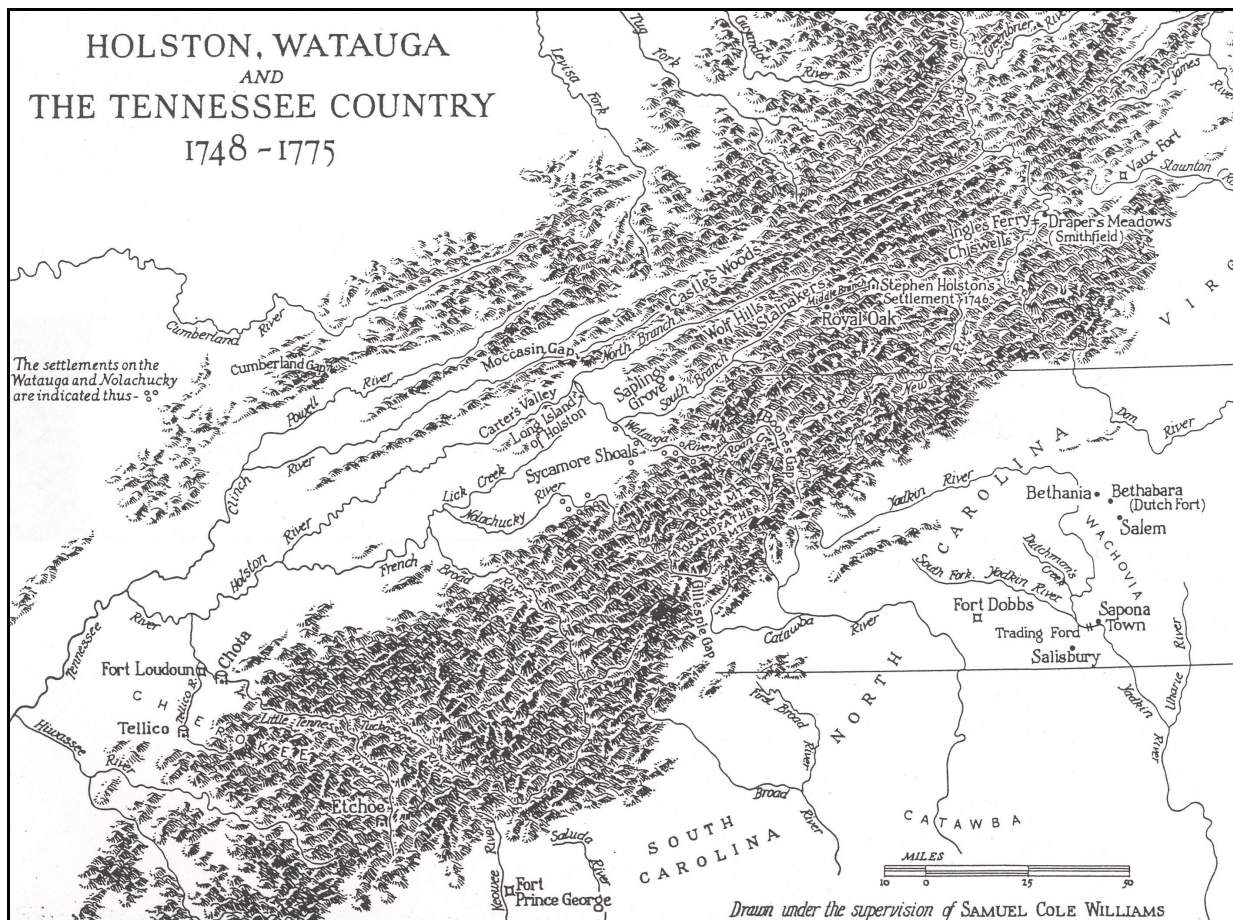 HOLSTON, WATAUGA
AND
THE TENNESSEE COUNTRY
1748 - 1775
Levisa Fork
Tug Fork
Guyandot
River
Greenbrier River
James
River
Vaux Fort
Staunton
Ingles Ferry
Draper's Meadows
(Smithfield)
Chiswells
Stephen Holston's
Settlement-1746
Middle Branch
Stalnakers
Royal Oak
Castle's Woods
Wolf Hills
North Branch
South Branch
Sapling
Grove
Moccasin Gap
New
VIRG
Cumberland
River
Cumberland Gap
The settlements on the
Watauga and Nolachucky
are indicated thus-
Powell
River
Clinch
River
Carter's Valley
Long Island
of Holston
Watauga
River
Roan
Boones Gap
Sycamore Shoals
Lick Creek
Nolachucky
River
Holston
River
French
Broad
River
ROAN MT.
GRANDFATHER
Gillespie Gap
Dan
River
Yadkin River
CAROLINA
Bethania
Bethabara
(Dutch Fort)
Salem
WACHOVIA
Dutchman's
Creek
South Fork. Yadkin River
Fort Dobbs
Sapona
Town
Trading Ford
Salisbury
Catawba
River
Yadkin
River
Uharie
River
NORTH
Tennessee
River
Fort Loudoun
Chota
CHEROKEE
Tellico R.
Tellico
Hiwassee
River
Little Tennessee
River
Etchoe
Keowee
River
Fort
Prince George
Saluda
River
SOUTH
CAROLINA
Broad
River
Broad
River
CATAWBA
MILES
10 0 25 50
Drawn under the supervision of SAMUEL COLE WILLIAMS